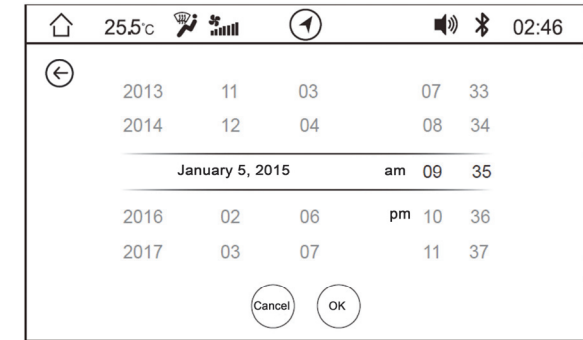 25.5°c 02:46
2013 11 03 07 33
2014 12 04 08 34
January 5, 2015 am 09 35
2016 02 06 pm 10 36
2017 03 07 11 37
Cancel OK